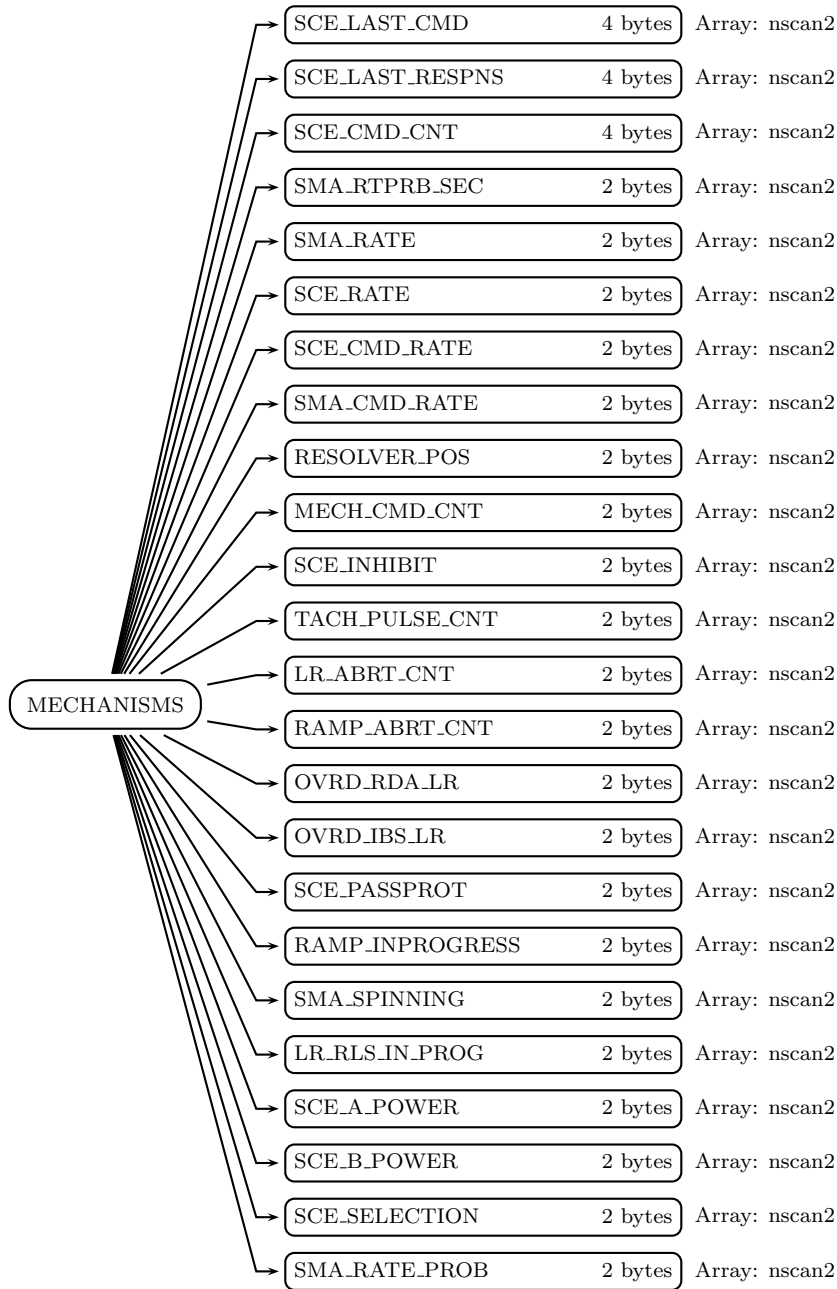 SCE_LAST_CMD 4 bytes Array: nscan2
SCE_LAST_RESPNS 4 bytes Array: nscan2
SCE_CMD_CNT 4 bytes Array: nscan2
SMA_RTPRB_SEC 2 bytes Array: nscan2
SMA_RATE 2 bytes Array: nscan2
SCE_RATE 2 bytes Array: nscan2
SCE_CMD_RATE 2 bytes Array: nscan2
SMA_CMD_RATE 2 bytes Array: nscan2
RESOLVER_POS 2 bytes Array: nscan2
MECH_CMD_CNT 2 bytes Array: nscan2
SCE_INHIBIT 2 bytes Array: nscan2
TACH_PULSE_CNT 2 bytes Array: nscan2
LR_ABRT_CNT 2 bytes Array: nscan2
MECHANISMS
RAMP_ABRT_CNT 2 bytes Array: nscan2
OVRD_RDA_LR 2 bytes Array: nscan2
OVRD_IBS_LR 2 bytes Array: nscan2
SCE_PASSPROT 2 bytes Array: nscan2
RAMP_INPROGRESS 2 bytes Array: nscan2
SMA_SPINNING 2 bytes Array: nscan2
LR_RLS_IN_PROG 2 bytes Array: nscan2
SCE_A_POWER 2 bytes Array: nscan2
SCE_B_POWER 2 bytes Array: nscan2
SCE_SELECTION 2 bytes Array: nscan2
SMA_RATE_PROB 2 bytes Array: nscan2